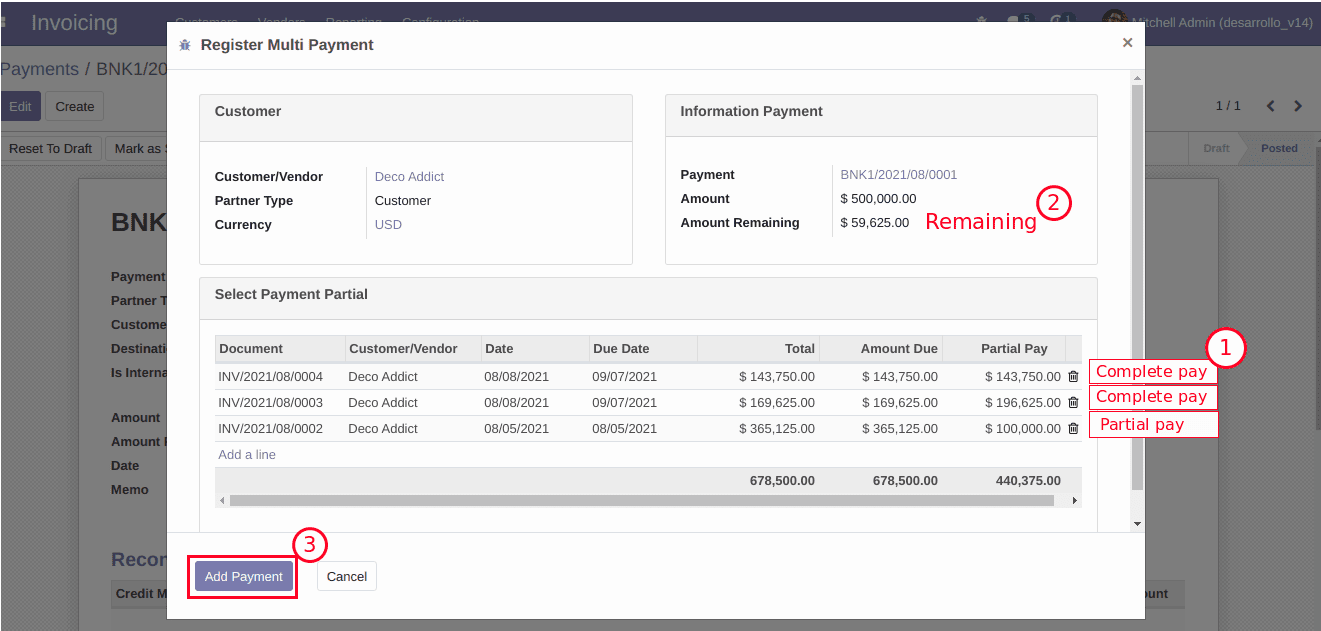 Invoicing
Customers Vendors Reporting Configuration
5 1 Mitchell Admin (desarrollo_v14)
Register Multi Payment
×
Payments / BNK1/20
Edit Create
1 / 1
Reset To Draft Mark as S
Draft Posted
BNK
Payment
Partner T
Custome
Destinati
Is Interna
Amount
Amount R
Date
Memo
Recon
Credit M
ount
Customer
Customer/Vendor Deco Addict
Partner Type Customer
Currency USD
Information Payment
Payment BNK1/2021/08/0001
Amount $ 500,000.00
Amount Remaining $ 59,625.00 Remaining
2
Select Payment Partial
Document Customer/Vendor Date Due Date Total Amount Due Partial Pay
1
INV/2021/08/0004 Deco Addict 08/08/2021 09/07/2021 $ 143,750.00 $ 143,750.00 $ 143,750.00 Complete pay
INV/2021/08/0003 Deco Addict 08/08/2021 09/07/2021 $ 169,625.00 $ 169,625.00 $ 196,625.00 Complete pay
INV/2021/08/0002 Deco Addict 08/05/2021 08/05/2021 $ 365,125.00 $ 365,125.00 $ 100,000.00 Partial pay
Add a line
678,500.00 678,500.00 440,375.00
3
Add Payment Cancel